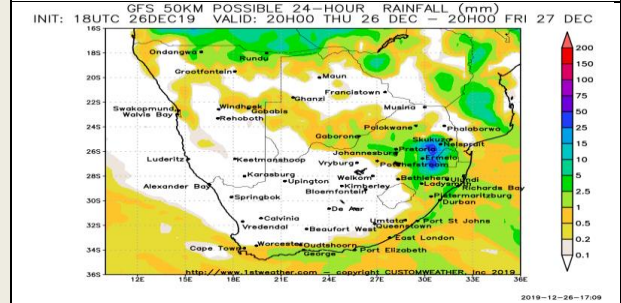 GFS 50KM POSSIBLE 24-HOUR RAINFALL (mm)
INIT: 18UTC 26DEC19 VALID: 20H00 THU 26 DEC - 20H00 FRI 27 DEC
16S
200
Ondangwa
Rundu
150
18S
Grootfontein
Maun
100
20S
Francistown
75
22S
Ghanzi
Musina
50
Swakopmund
Windhoek
Gobabis
Walvis Bay
Rehoboth
25
24S
Polokwane
Phalaborwa
Gaborone
Skukuza
Nelspruit
15
26S
Johannesburg
Pretoria
Luderitz
Keetmanshoop
Vryburg
Potchefstroom
Ermelo
10
28S
Karasburg
Upington
Welkom
Bethlehem
Ulundi
5
Alexander Bay
Kimberley
Ladysmith
Richards Bay
2.5
30S
Springbok
Bloemfontein
Pietermaritzburg
Durban
1
De Aar
32S
Calvinia
Umtata
Port St Johns
0.5
Vredendal
Beaufort West
Queenstown
34S
Cape Town
Worcester
Oudtshoorn
East London
0.2
George
Port Elizabeth
0.1
36S
http://www.1stweather.com - copyright CUSTOMWEATHER, Inc 2019
12E 15E 18E 21E 24E 27E 30E 33E 36E
2019-12-26-17:09